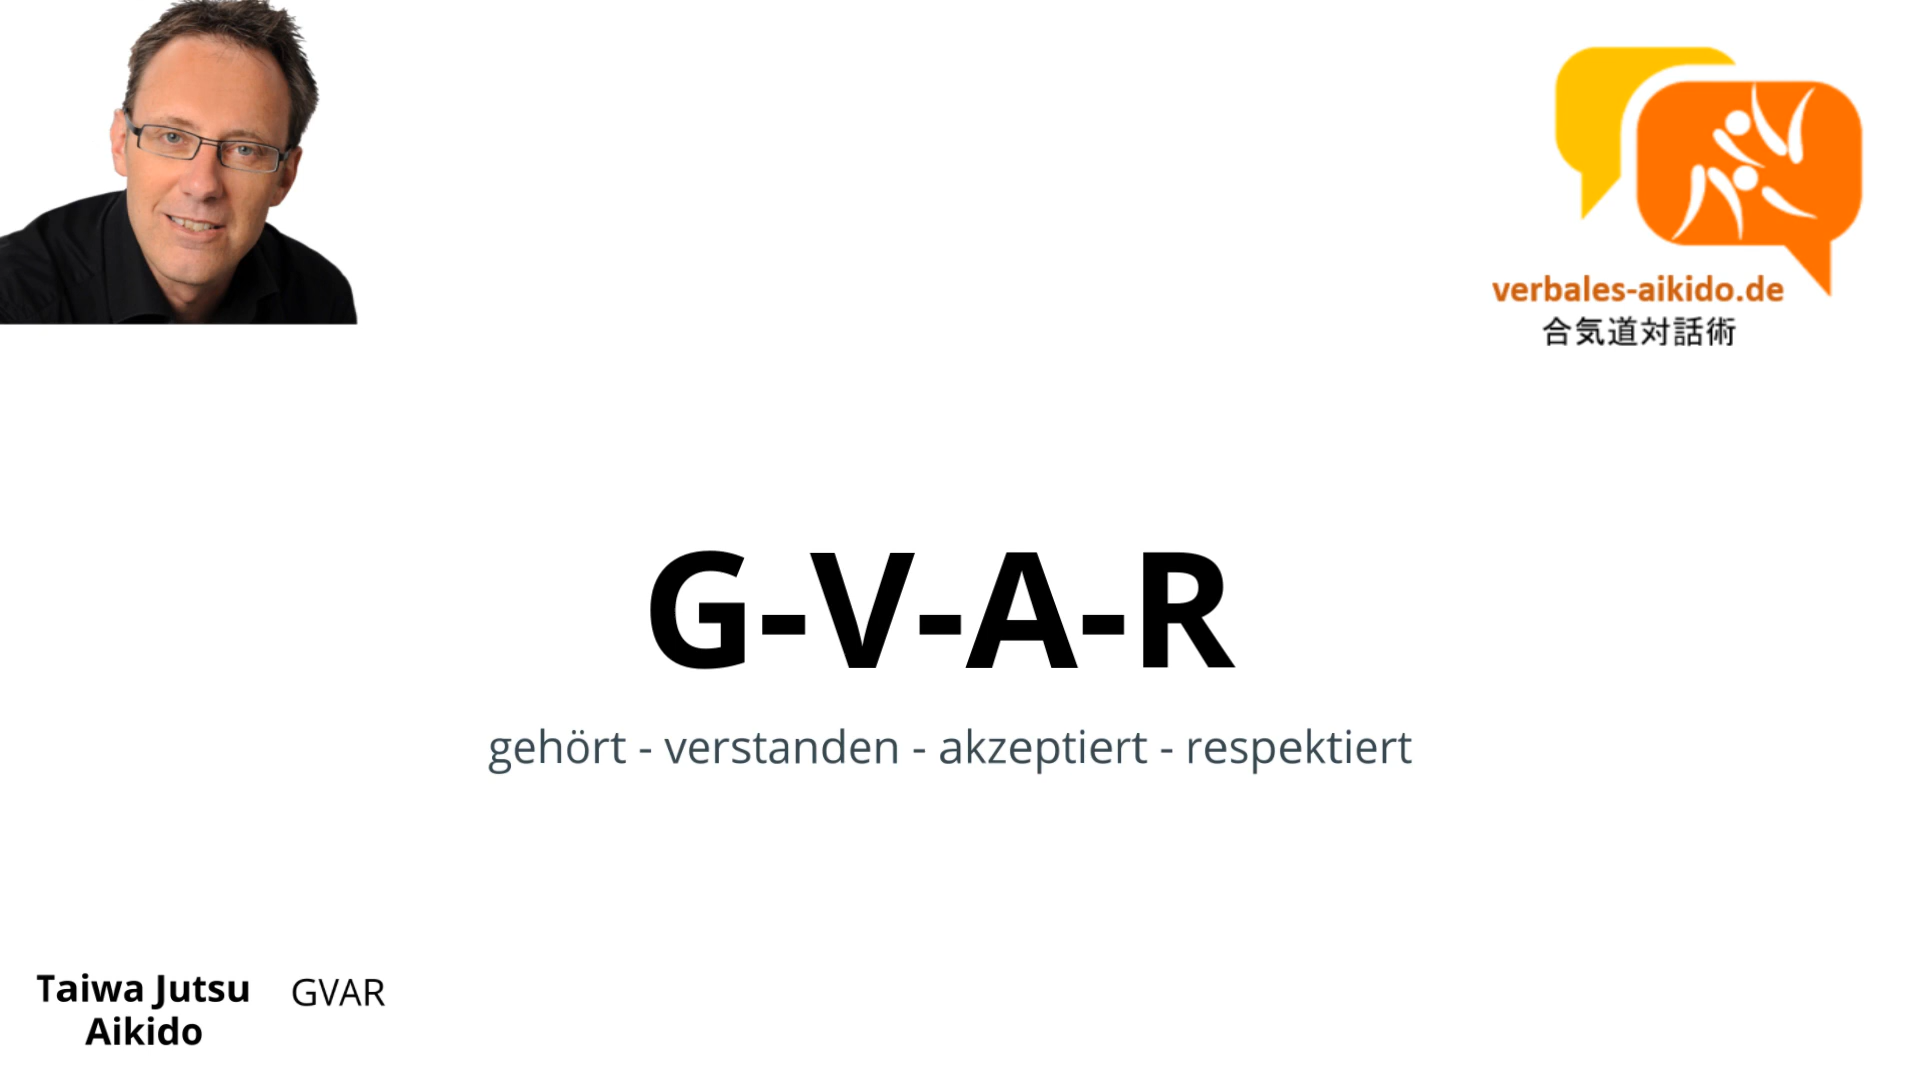 verbales-aikido.de
合気道対話術
G-V-A-R
gehört - verstanden - akzeptiert - respektiert
Taiwa Jutsu
Aikido
GVAR